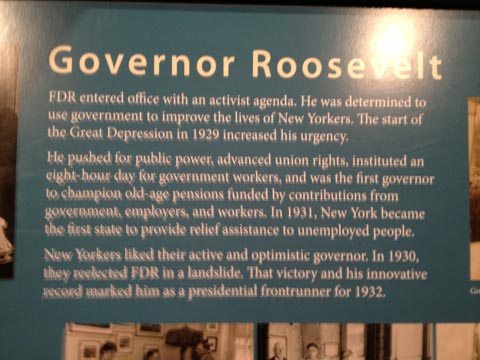 Governor Roosevelt
FDR entered office with an activist agenda. He was determined to
use government to improve the lives of New Yorkers. The start of
the Great Depression in 1929 increased his urgency.
He pushed for public power, advanced union rights, instituted an
eight-hour day for government workers, and was the first governor
to champion old-age pensions funded by contributions from
government, employers, and workers. In 1931, New York became
the first state to provide relief assistance to unemployed people.
New Yorkers liked their active and optimistic governor. In 1930,
they reelected FDR in a landslide. That victory and his innovative
record marked him as a presidential frontrunner for 1932.